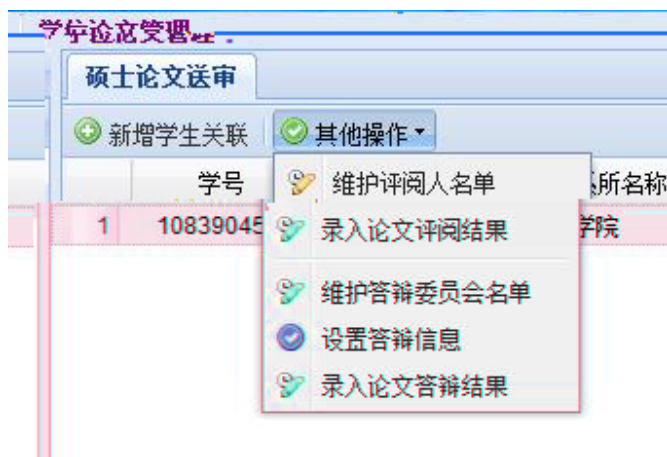 硕士论文送审
新增学生关联 其他操作
学号 维护评阅人名单 所名称
1 10839045 录入论文评阅结果 学院
维护答辩委员会名单
设置答辩信息
录入论文答辩结果